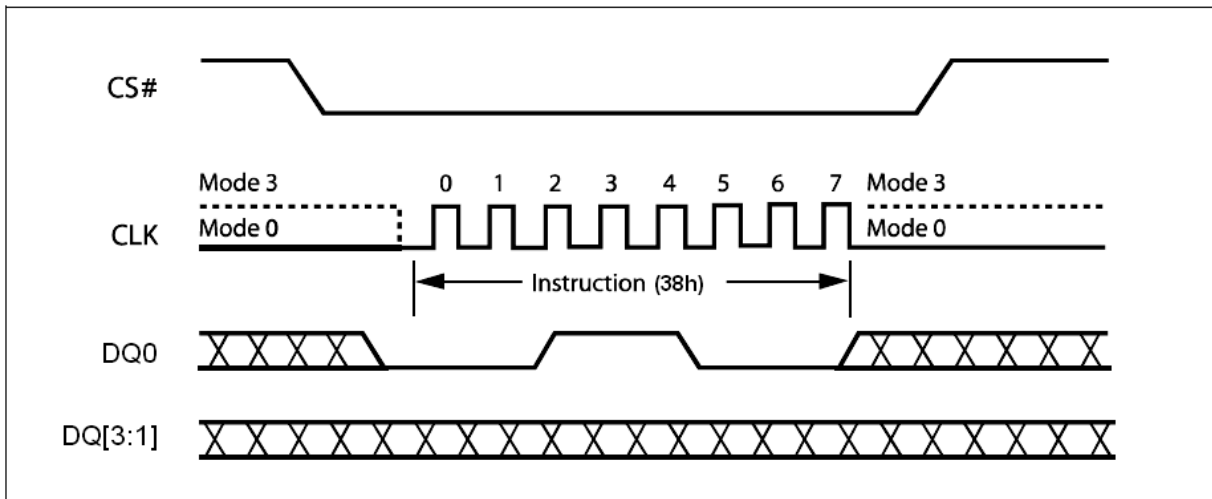 CS#
Mode 3 0 1 2 3 4 5 6 7 Mode 3
CLK Mode 0 Mode 0
Instruction (38h)
DQ0
DQ[3:1]